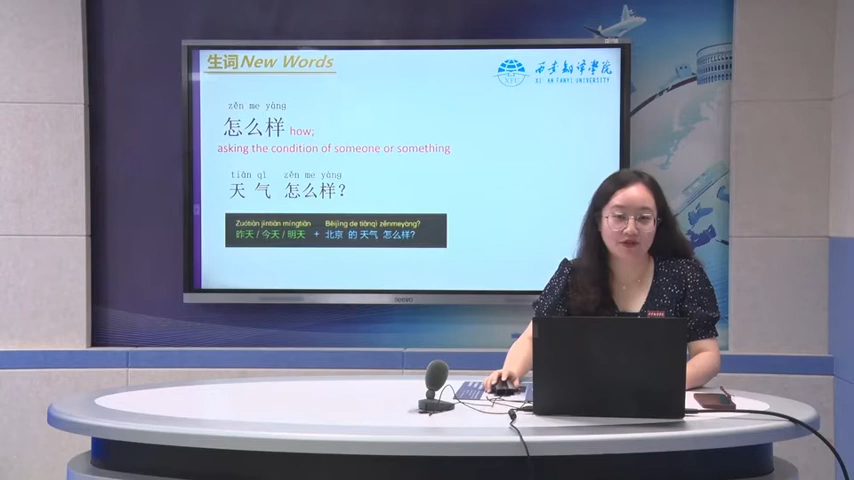 生词New Words
西安翻译学院
XI'AN FANYI UNIVERSITY
zěn me yàng
怎么样 how;
asking the condition of someone or something
tiān qì zěn me yàng
天 气 怎么样?
Zuótiān jīntiān míngtiān Běijīng de tiānqì zěnmeyàng?
昨天 / 今天 / 明天 + 北京 的 天气 怎么样?